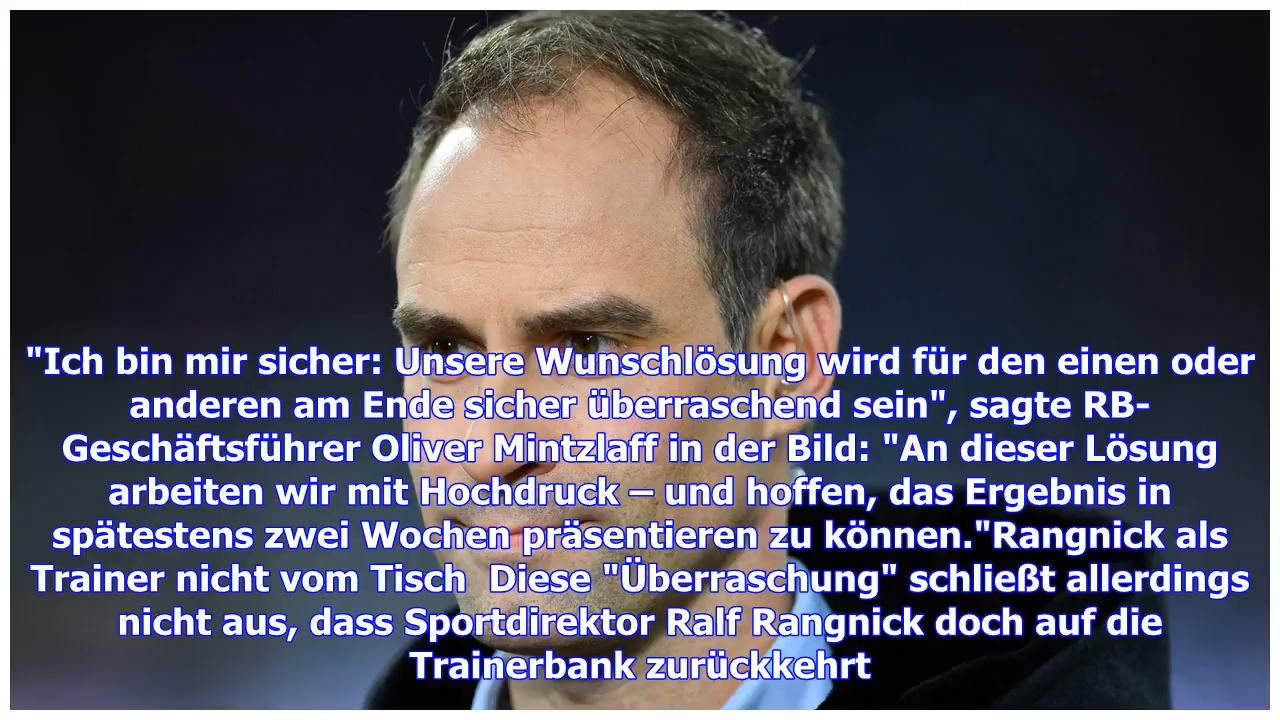 "Ich bin mir sicher: Unsere Wunschlösung wird für den einen oder
anderen am Ende sicher überraschend sein", sagte RB-
Geschäftsführer Oliver Mintzlaff in der Bild: "An dieser Lösung
arbeiten wir mit Hochdruck – und hoffen, das Ergebnis in
spätestens zwei Wochen präsentieren zu können."Rangnick als
Trainer nicht vom Tisch  Diese "Überraschung" schließt allerdings
nicht aus, dass Sportdirektor Ralf Rangnick doch auf die
Trainerbank zurückkehrt